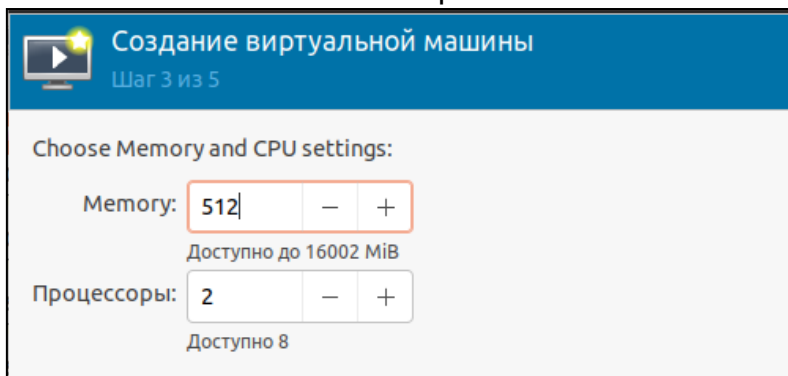 Создание виртуальной машины
Шаг 3 из 5
Choose Memory and CPU settings:
Memory: 512 − +
Доступно до 16002 MiB
Процессоры: 2 − +
Доступно 8